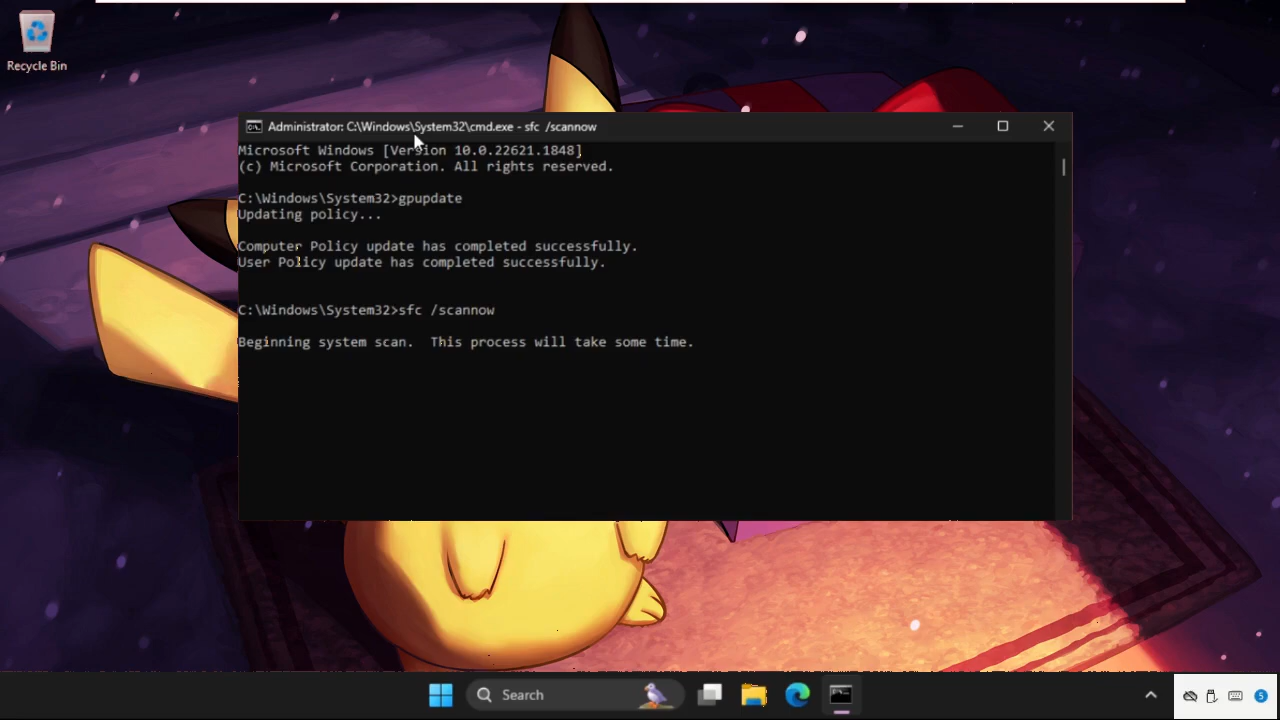 Recycle Bin
Administrator: C:\Windows\System32\cmd.exe - sfc  /scannow
Microsoft Windows [Version 10.0.22621.1848]
(c) Microsoft Corporation. All rights reserved.
C:\Windows\System32>gpupdate
Updating policy...
Computer Policy update has completed successfully.
User Policy update has completed successfully.
C:\Windows\System32>sfc /scannow
Beginning system scan.  This process will take some time.
Search
5